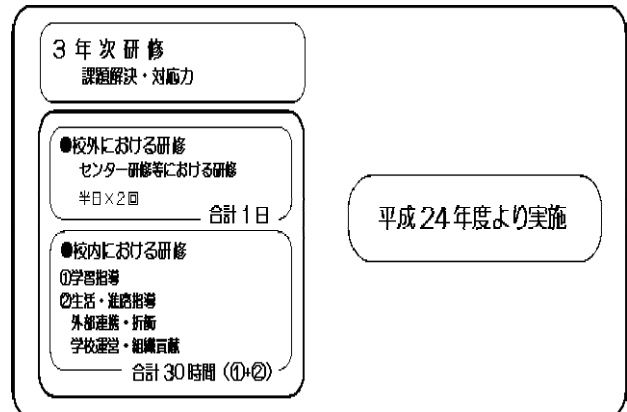 3年次研修
課題解決・対応力
●校外における研修
センター研修等における研修
半日×2回
合計1日
●校内における研修
①学習指導
②生活・進路指導
外部連携・折衝
学校運営・組織貢献
合計30時間(①+②)
平成24年度より実施